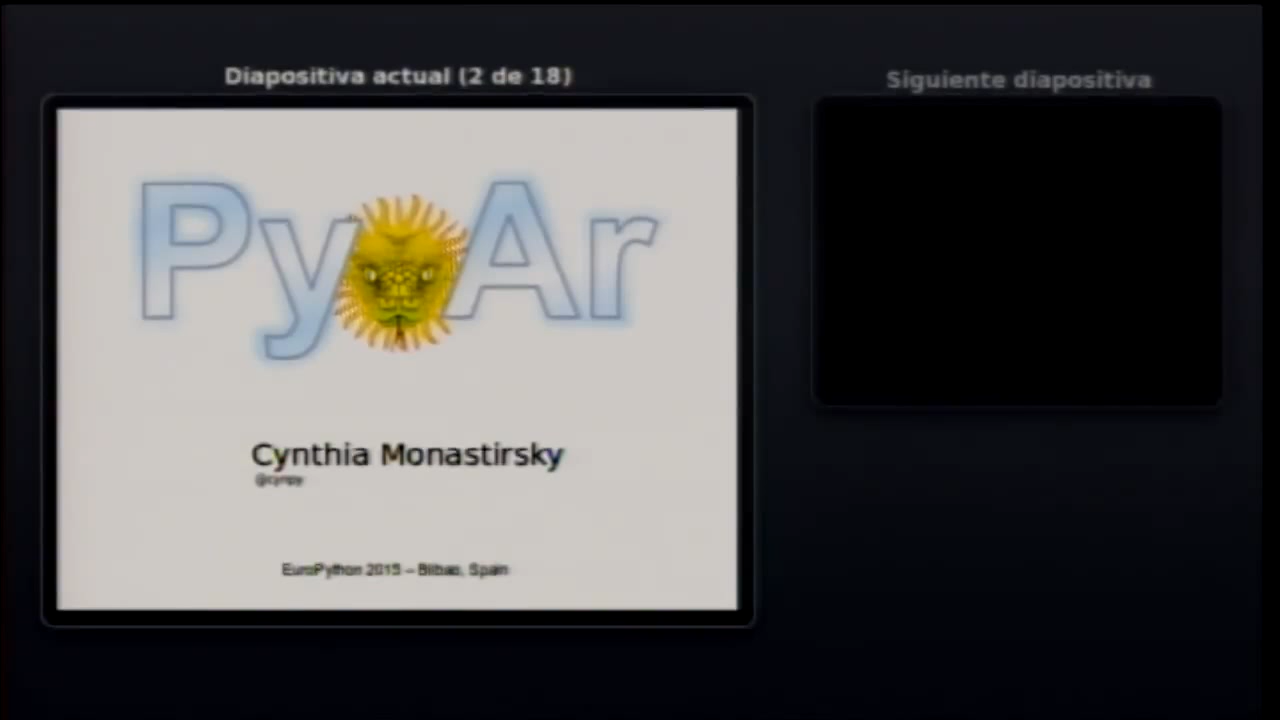 Diapositiva actual (2 de 18)
Siguiente diapositiva
PyAr
Cynthia Monastirsky
EuroPython 2015 – Bilbao, Spain